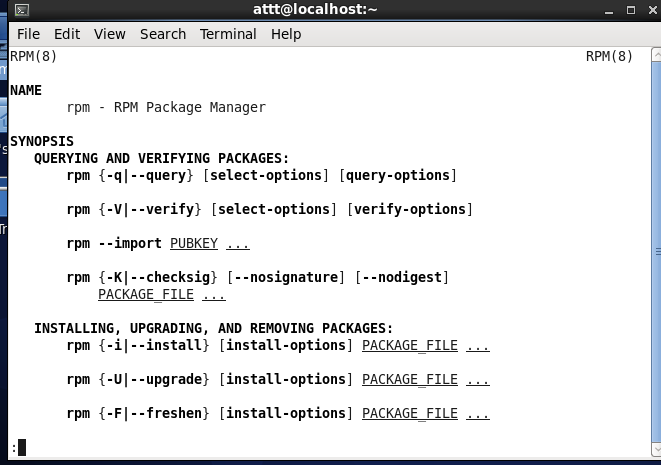 attt@localhost:~
File Edit View Search Terminal Help
RPM(8) RPM(8)
NAME
rpm - RPM Package Manager
SYNOPSIS
QUERYING AND VERIFYING PACKAGES:
rpm {-q|--query} [select-options] [query-options]
rpm {-V|--verify} [select-options] [verify-options]
rpm --import PUBKEY ...
rpm {-K|--checksig} [--nosignature] [--nodigest]
PACKAGE_FILE ...
INSTALLING, UPGRADING, AND REMOVING PACKAGES:
rpm {-i|--install} [install-options] PACKAGE_FILE ...
rpm {-U|--upgrade} [install-options] PACKAGE_FILE ...
rpm {-F|--freshen} [install-options] PACKAGE_FILE ...
: